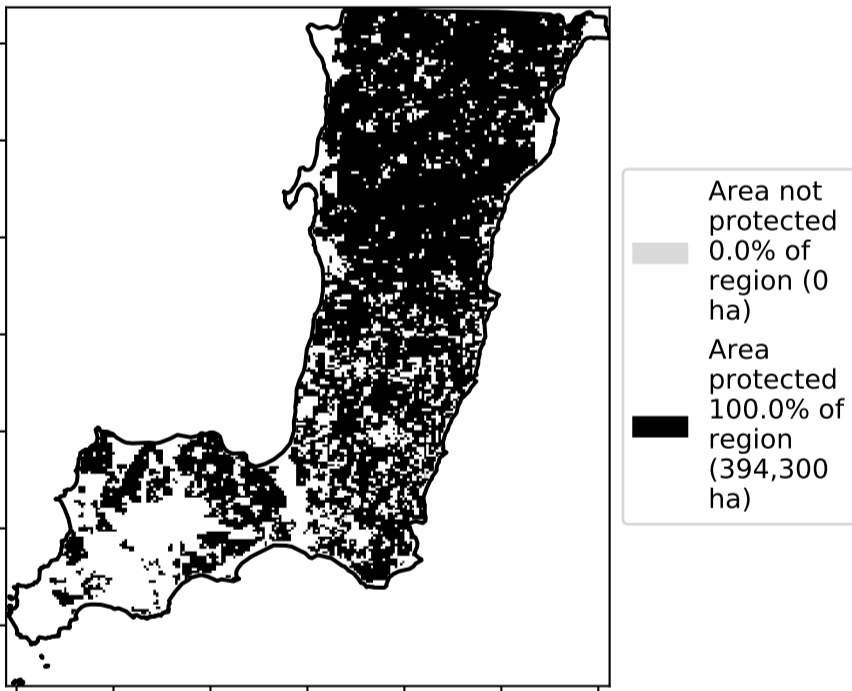 Area not
protected
0.0% of
region (0
ha)
Area
protected
100.0% of
region
(394,300
ha)